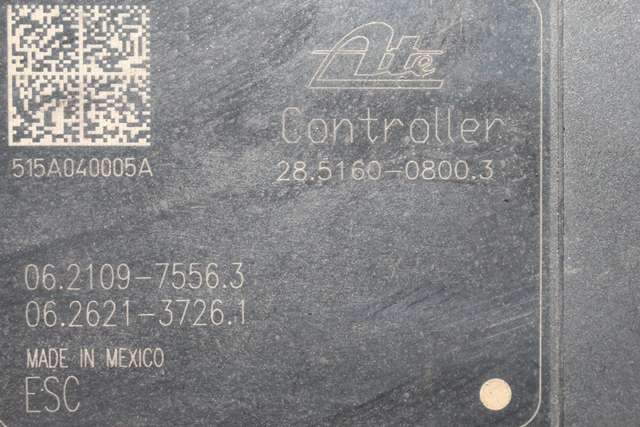 Ate
Controller
515A040005A
28.5160-0800.3
06.2109-7556.3
06.2621-3726.1
MADE IN MEXICO
ESC